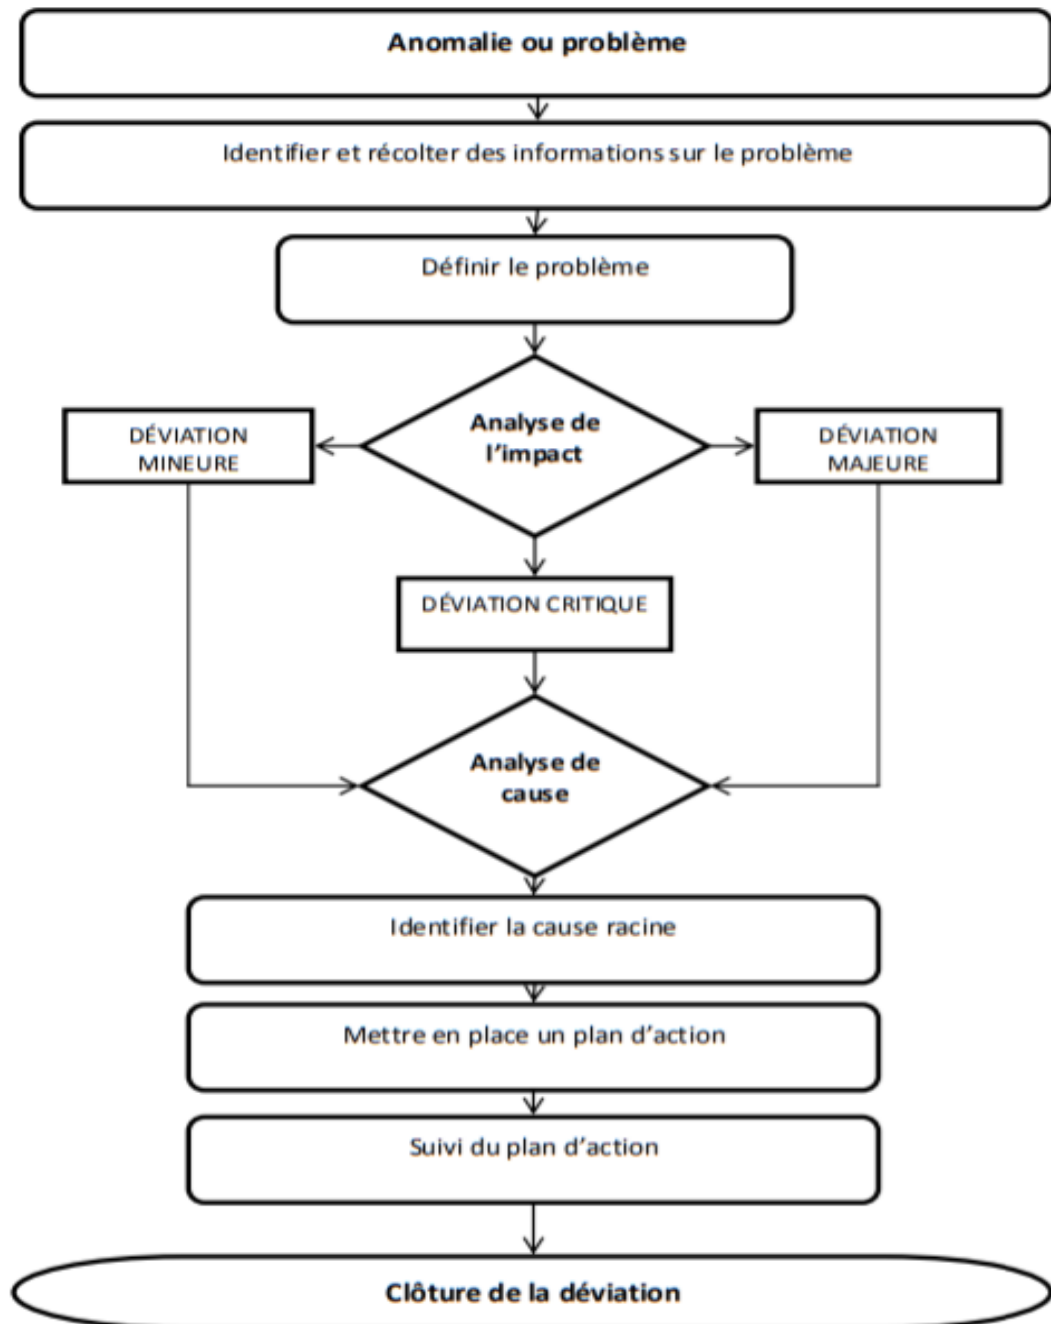 Anomalie ou problème
Identifier et récolter des informations sur le problème
Définir le problème
Analyse de
l’impact
DÉVIATION
MINEURE
DÉVIATION
MAJEURE
DÉVIATION CRITIQUE
Analyse de
cause
Identifier la cause racine
Mettre en place un plan d’action
Suivi du plan d’action
Clôture de la déviation